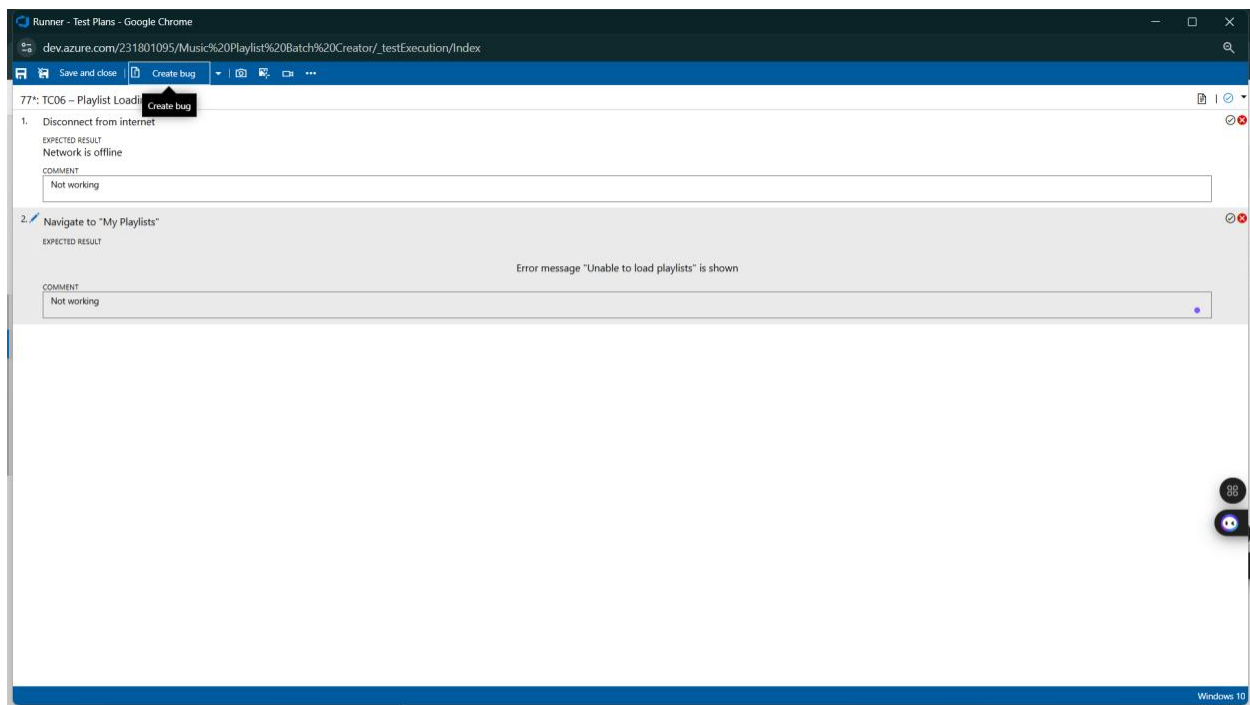 Runner - Test Plans - Google Chrome
dev.azure.com/231801095/Music%20Playlist%20Batch%20Creator/_testExecution/Index
Save and close | Create bug
77*: TC06 – Playlist Loadi
Create bug
1. Disconnect from internet
EXPECTED RESULT
Network is offline
COMMENT
Not working
2. Navigate to "My Playlists"
EXPECTED RESULT
Error message "Unable to load playlists" is shown
COMMENT
Not working
Windows 10